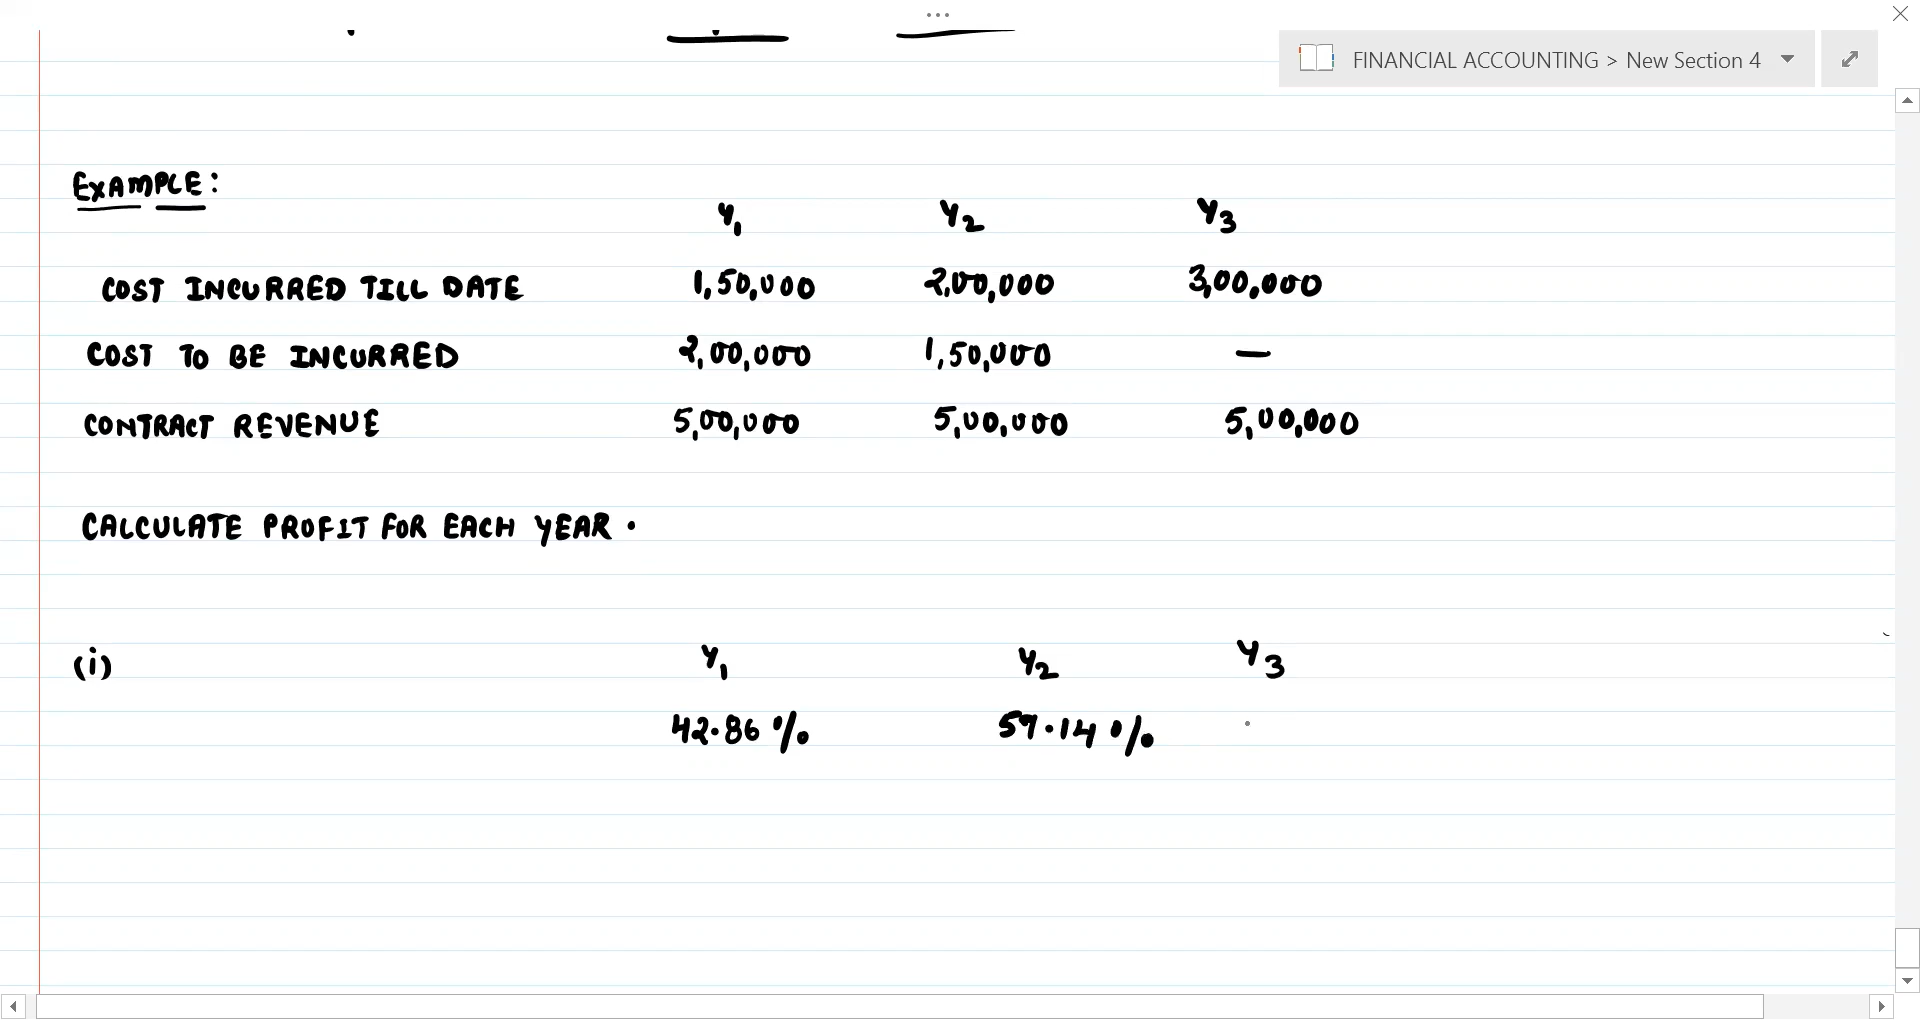 FINANCIAL ACCOUNTING > New Section 4
EXAMPLE:
Y1 Y2 Y3
COST INCURRED TILL DATE 1,50,000 2,00,000 3,00,000
COST TO BE INCURRED 2,00,000 1,50,000 —
CONTRACT REVENUE 5,00,000 5,00,000 5,00,000
CALCULATE PROFIT FOR EACH YEAR .
(i) Y1 Y2 Y3
42.86 % 57.14 %